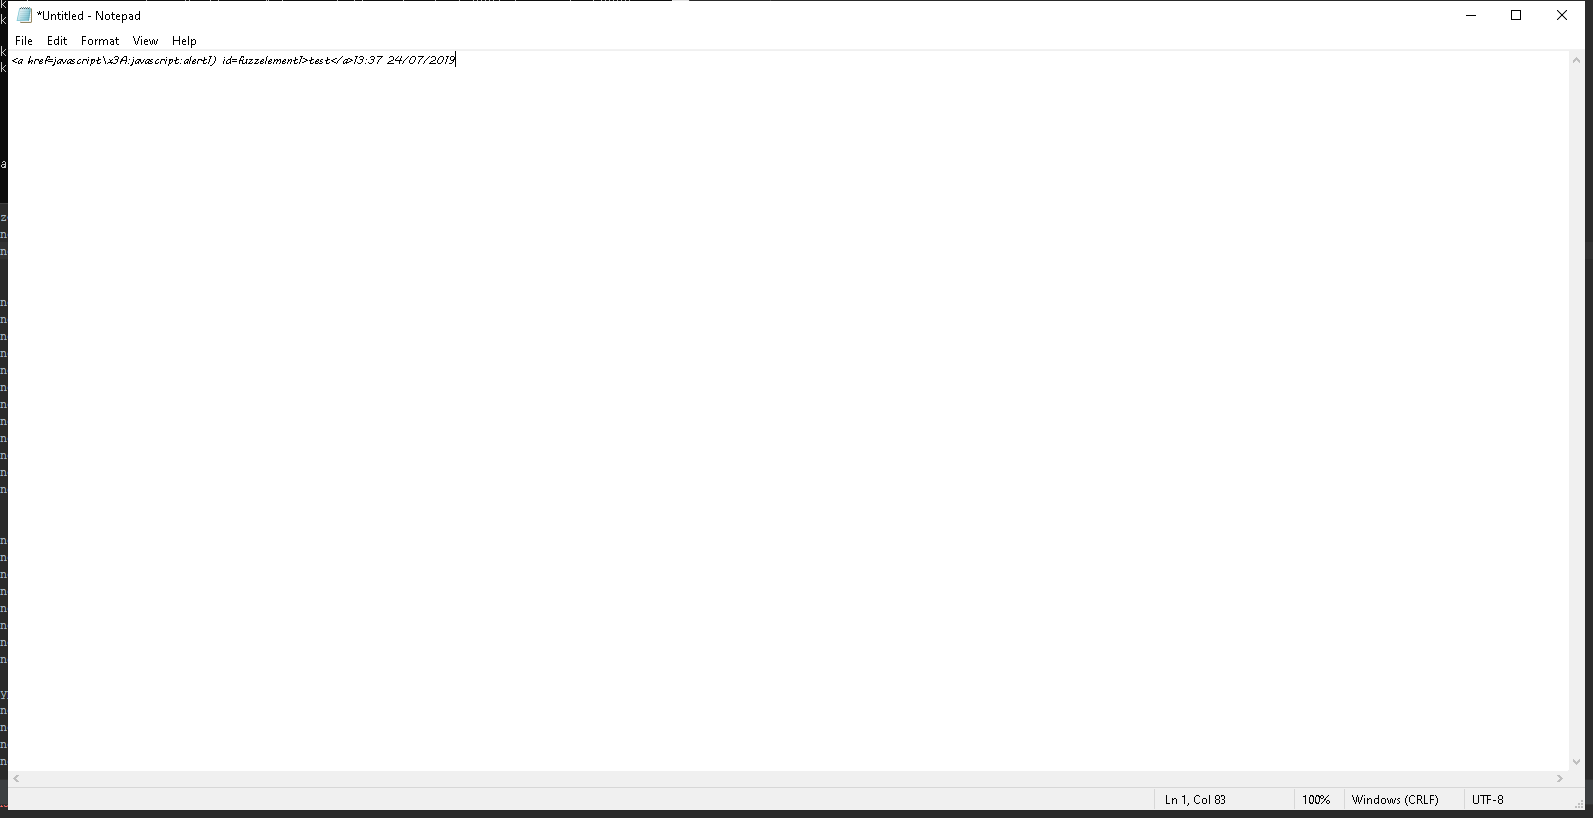 *Untitled - Notepad
File Edit Format View Help
<a href=javascript\x3A:javascript:alert1) id=fuzzelement1>test</a>13:37 24/07/2019
Ln 1, Col 83 100% Windows (CRLF) UTF-8